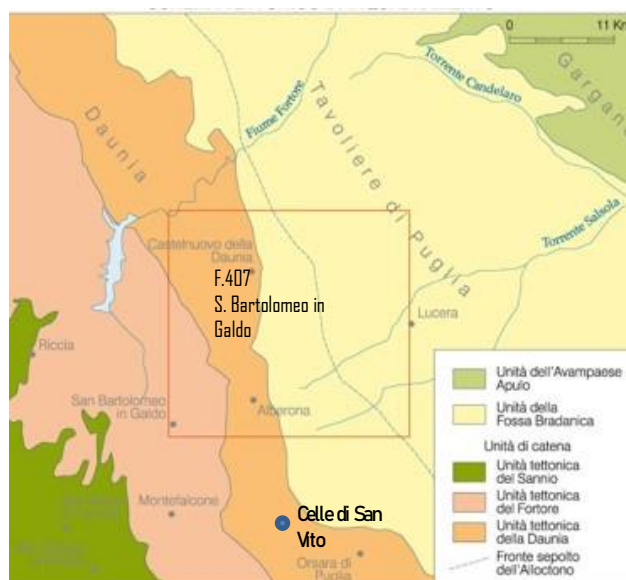 0 11 Km
Gargano
Torrente Candelaro
Fiume Fortore
Tavoliere di Puglia
Daunia
Torrente Salsola
Castelnuovo della
Daunia
F.407
S. Bartolomeo in
Galdo
Lucera
Riccia
San Bartolomeo
in Galdo
Alberona
Montefalcone
Celle di San
Vito
Orsara di
Puglia
Unità dell'Avampaese
Apulo
Unità della
Fossa Bradanica
Unità di catena
Unità tettonica
del Sannio
Unità tettonica
del Fortore
Unità tettonica
della Daunia
Fronte sepolto
dell'Alloctono